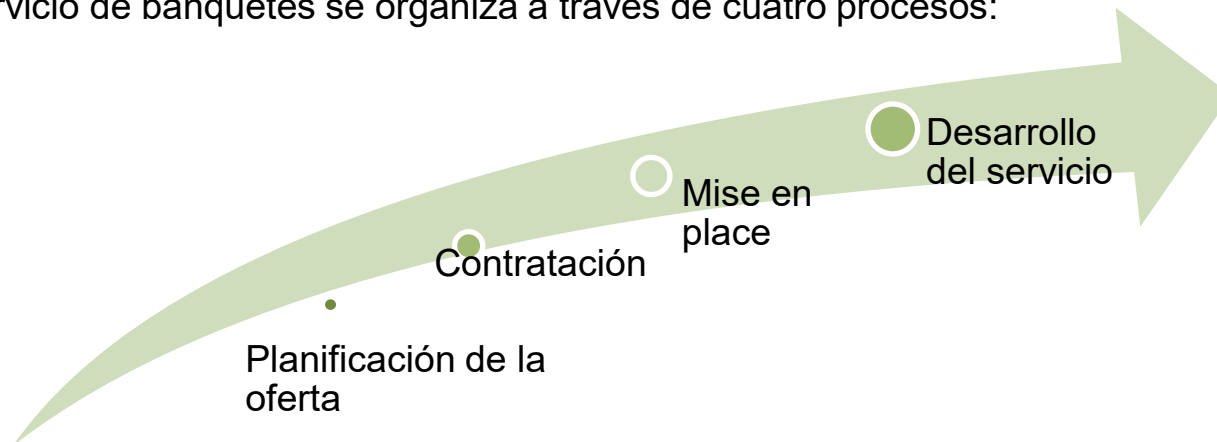 rvicio de banquetes se organiza a través de cuatro procesos:
Desarrollo
del servicio
Mise en
place
Contratación
Planificación de la
oferta